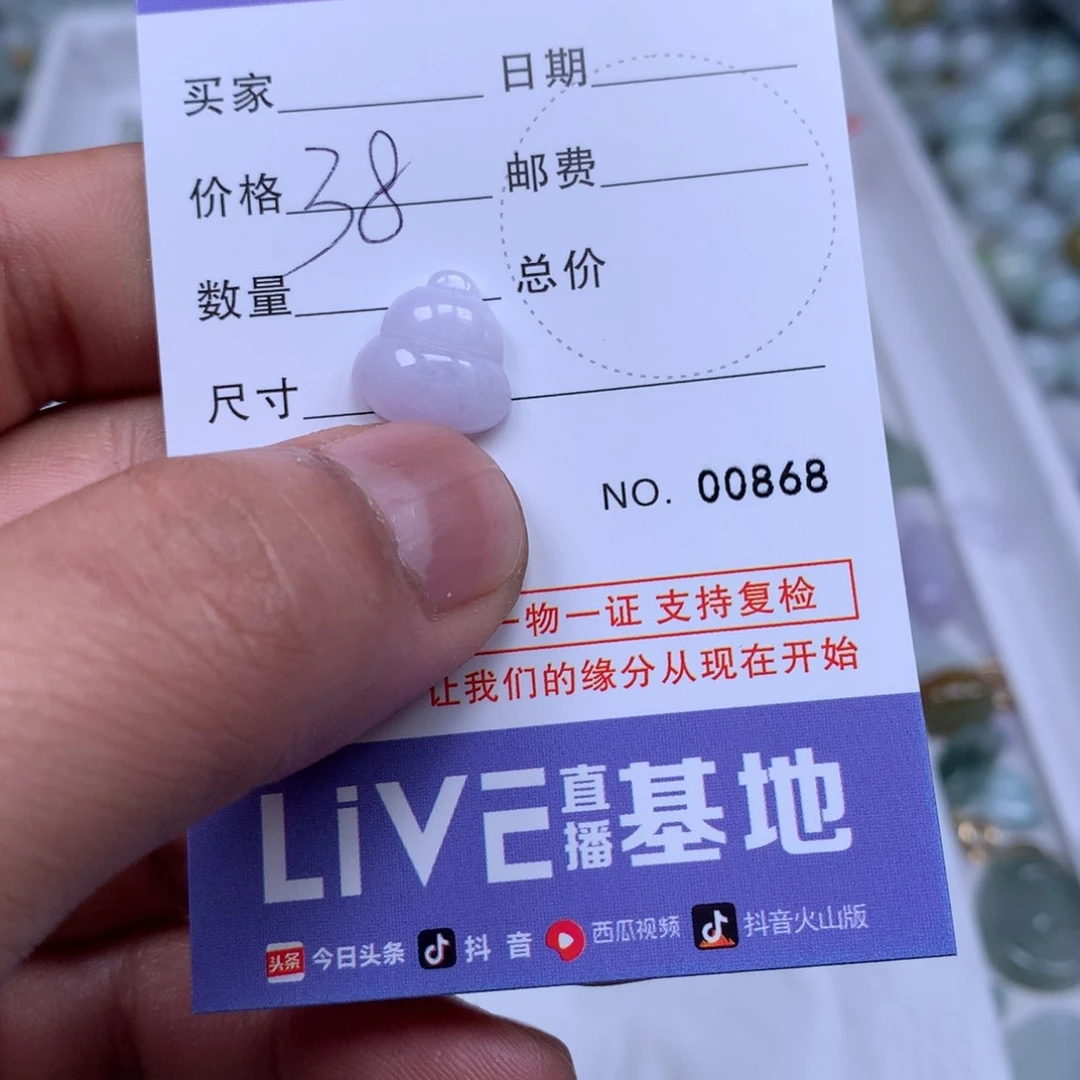 买家 日期
价格 38 邮费
数量 总价
尺寸
NO. 00868
一物一证 支持复检
让我们的缘分从现在开始
LiVE直播基地
头条 今日头条 抖音 西瓜视频 抖音火山版